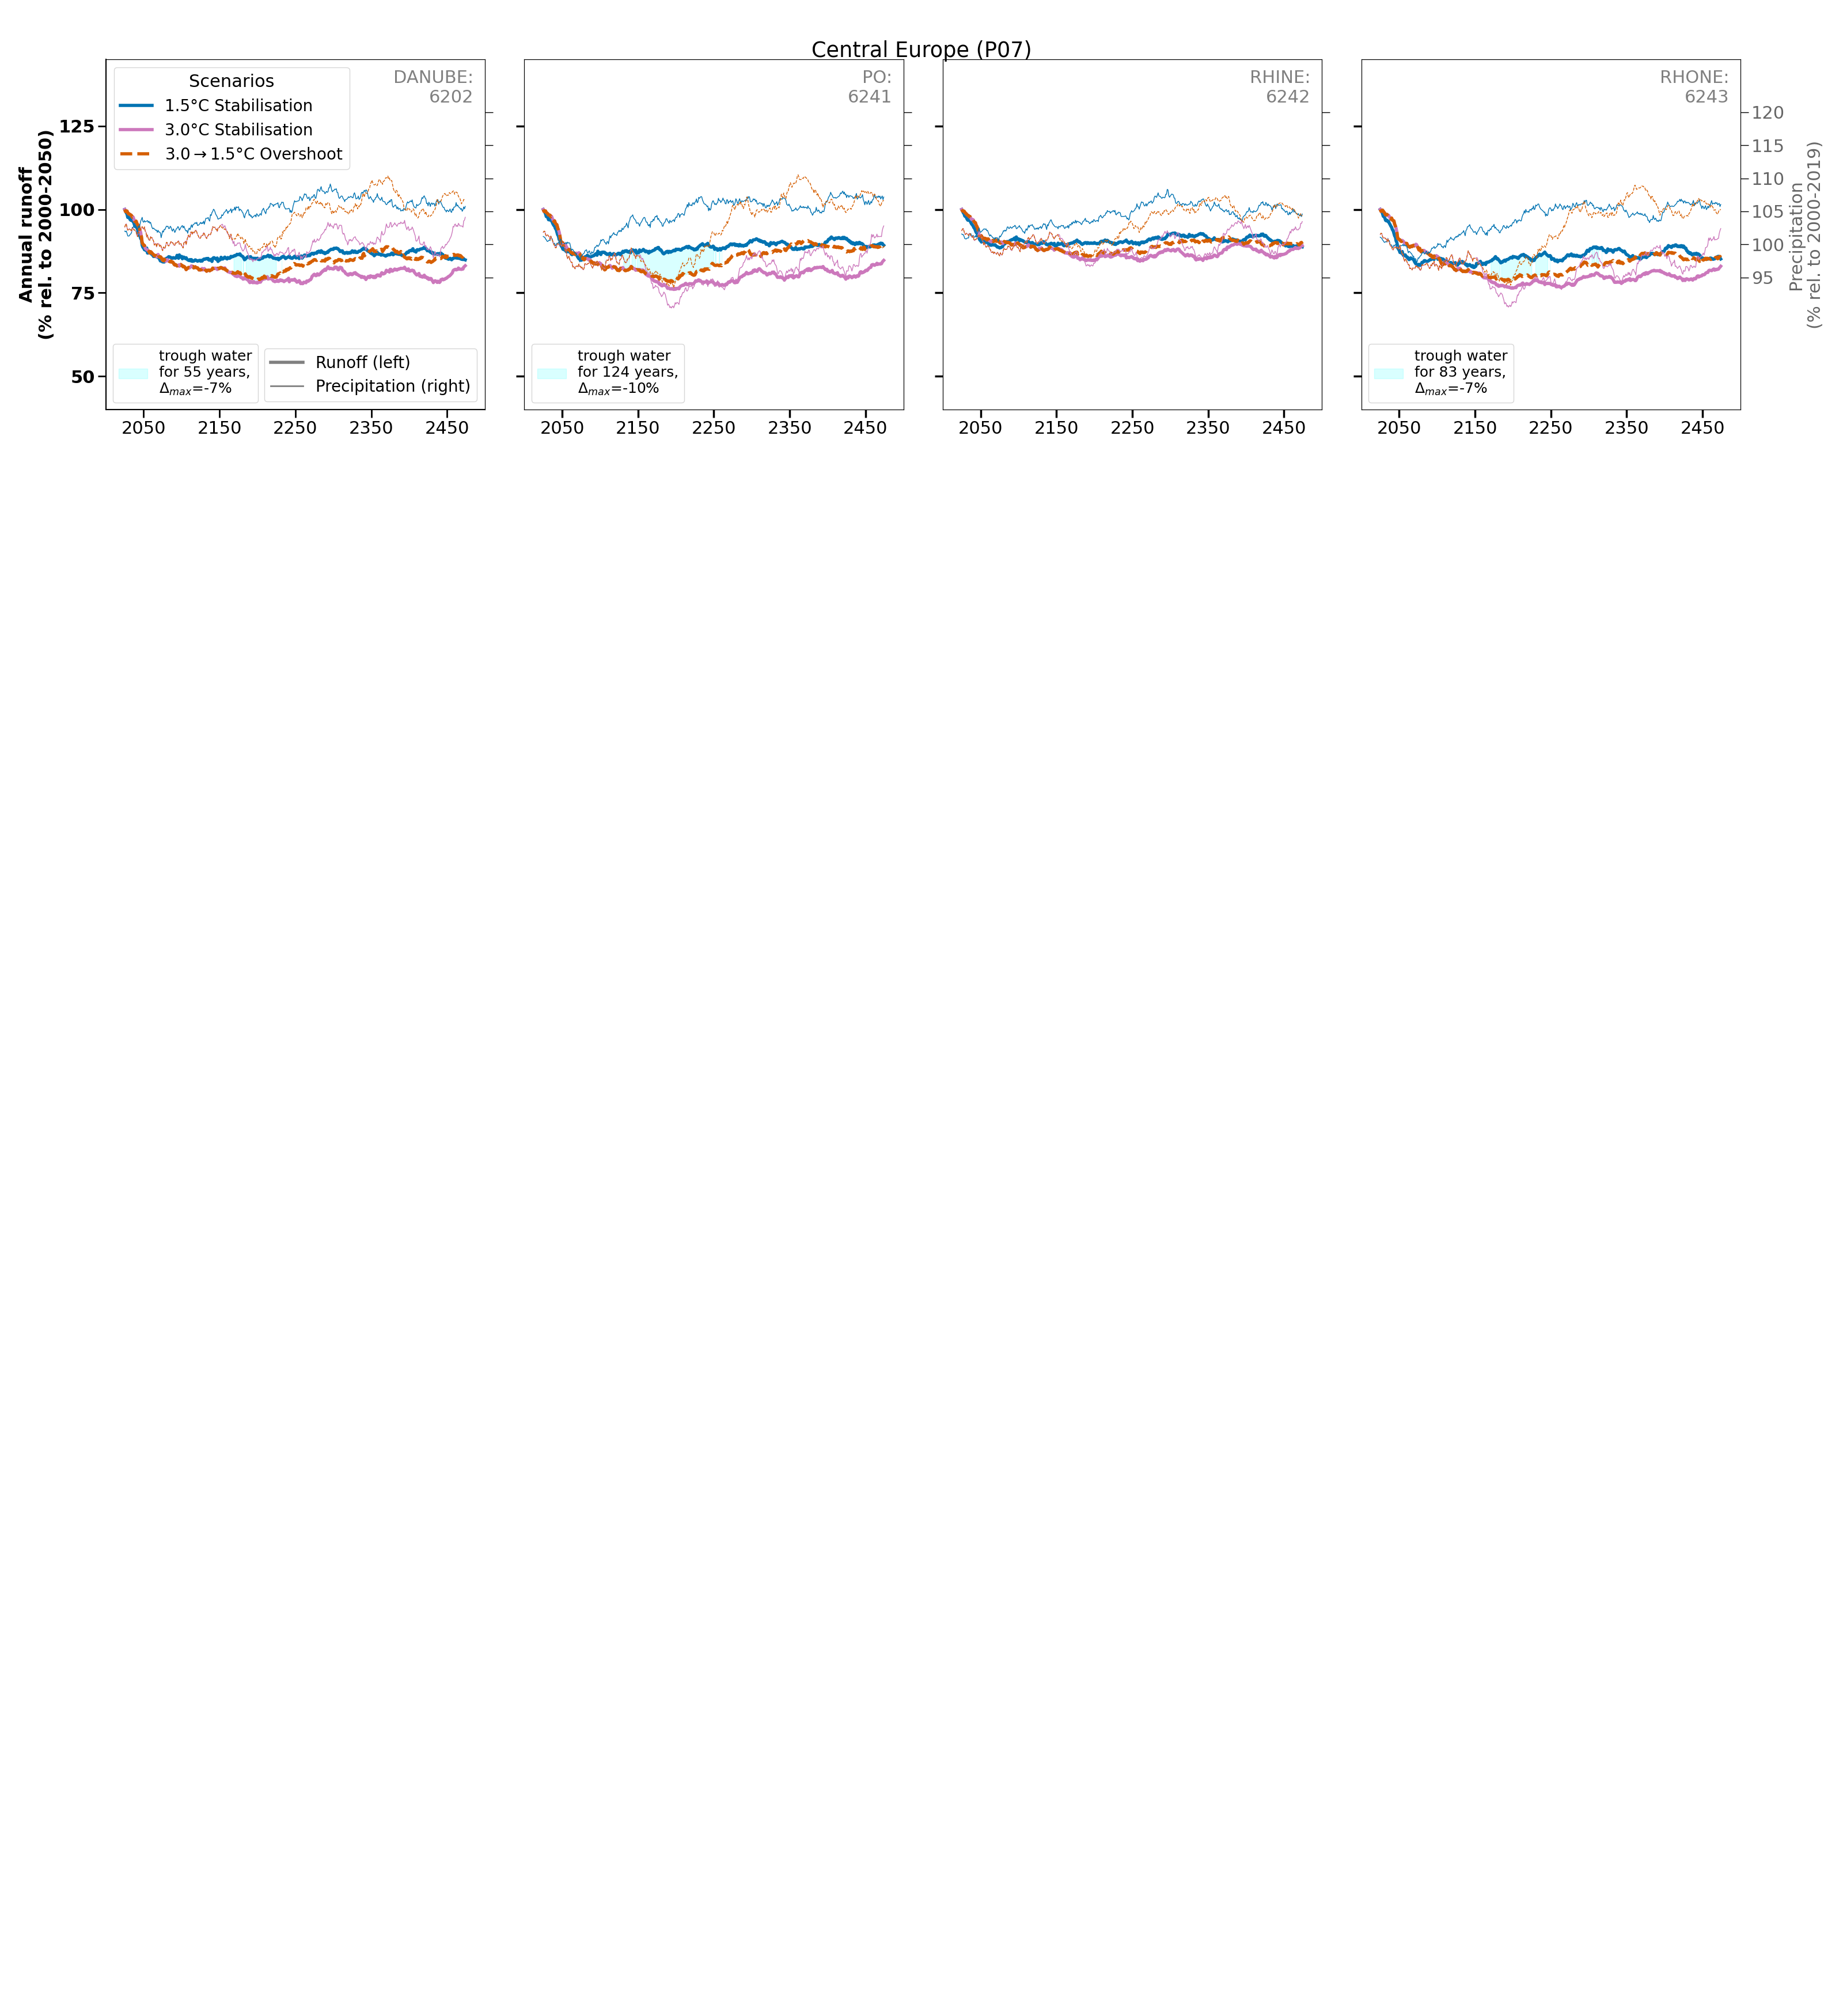 Central Europe (P07)
Annual runoff
(% rel. to 2000-2050)
125
100
75
50
Scenarios
1.5°C Stabilisation
3.0°C Stabilisation
3.0→1.5°C Overshoot
DANUBE:
6202
trough water
for 55 years,
Δmax=-7%
Runoff (left)
Precipitation (right)
2050 2150 2250 2350 2450
PO:
6241
trough water
for 124 years,
Δmax=-10%
2050 2150 2250 2350 2450
RHINE:
6242
2050 2150 2250 2350 2450
RHONE:
6243
trough water
for 83 years,
Δmax=-7%
2050 2150 2250 2350 2450
120
115
110
105
100
95
Precipitation
(% rel. to 2000-2019)